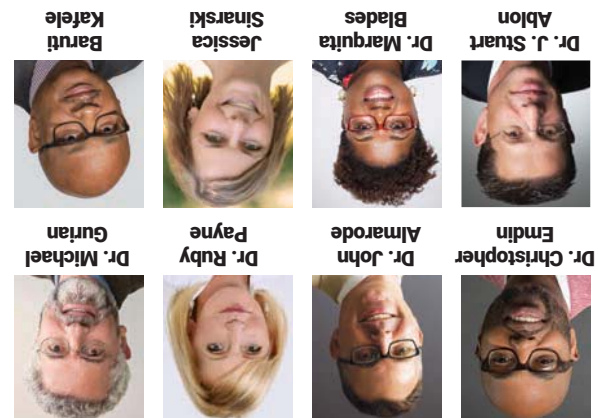 Dr. Christopher
Emdin
Dr. John
Almarode
Dr. Ruby
Payne
Dr. Michael
Gurian
Dr. J. Stuart
Ablon
Dr. Marquita
Blades
Jessica
Sinarski
Baruti
Kafele